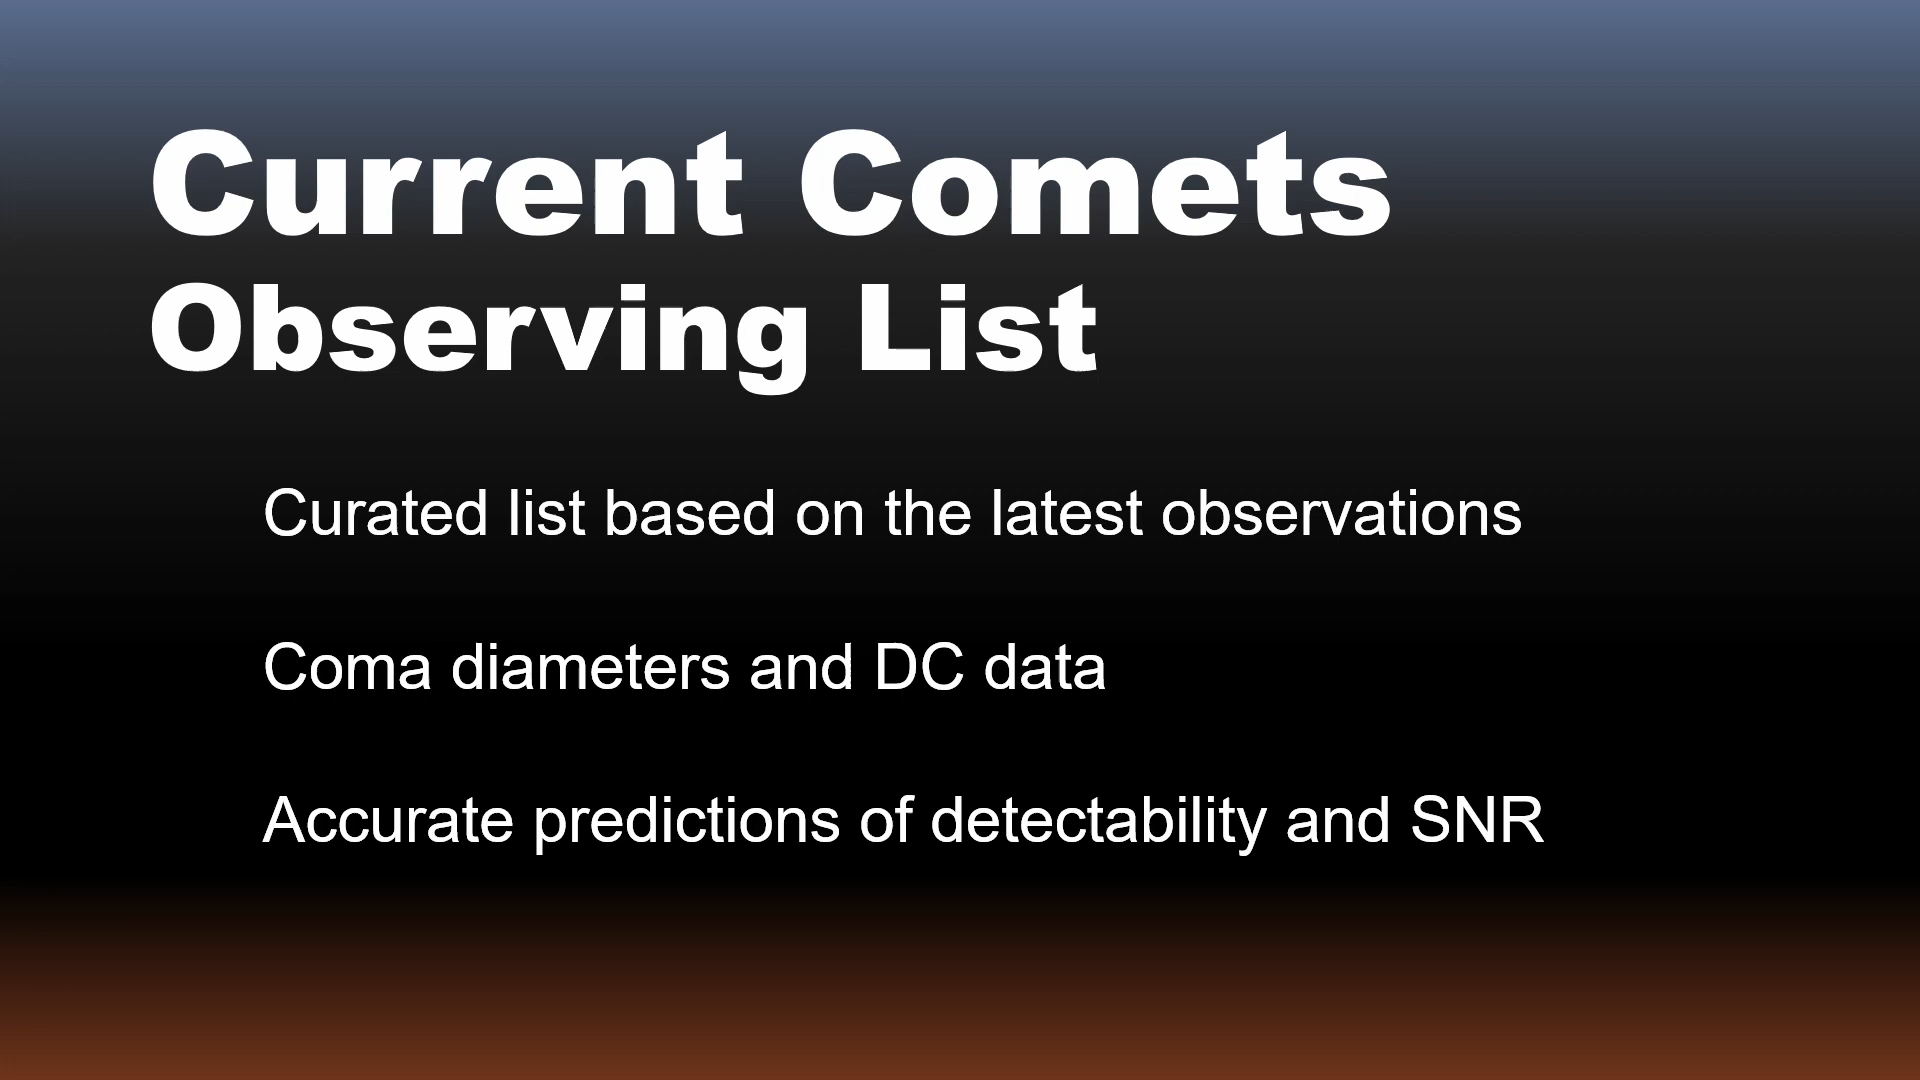 Current Comets
Observing List
Curated list based on the latest observations
Coma diameters and DC data
Accurate predictions of detectability and SNR